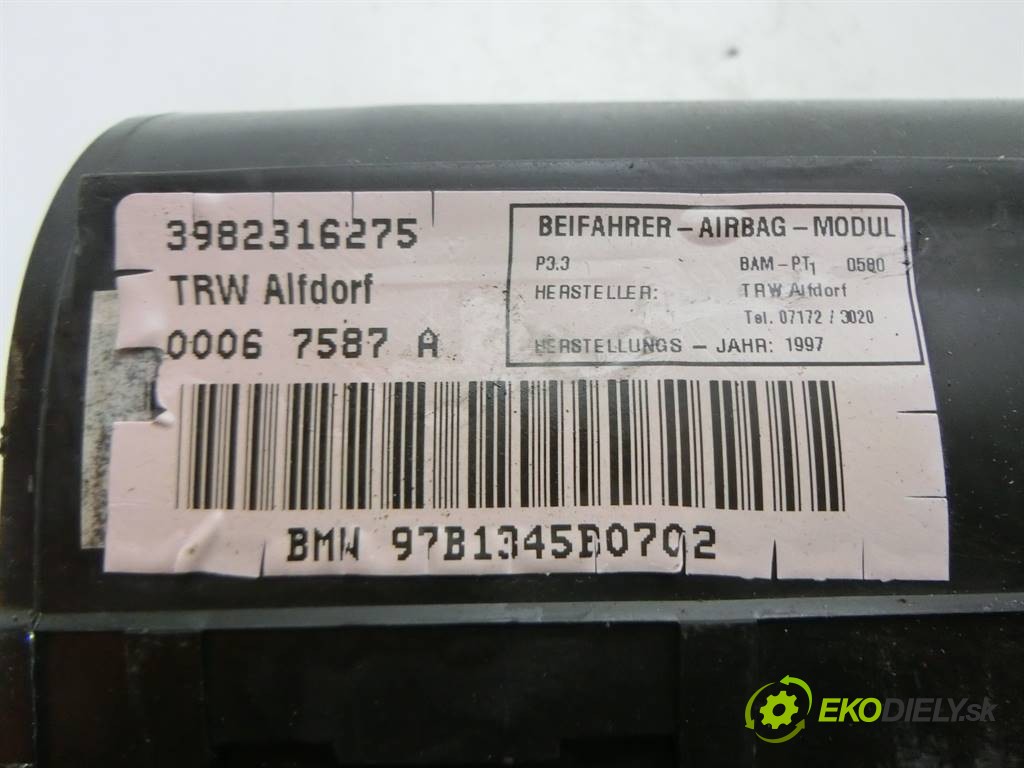 3982316275
TRW Alfdorf
0006 7587 A
BEIFAHRER – AIRBAG – MODUL
P3.3 BAM – PT1 0580
HERSTELLER: TRW Alfdorf
Tel. 07172 / 3020
HERSTELLUNGS – JAHR: 1997
BMW 97B1345B0702
EKODIELY.sk